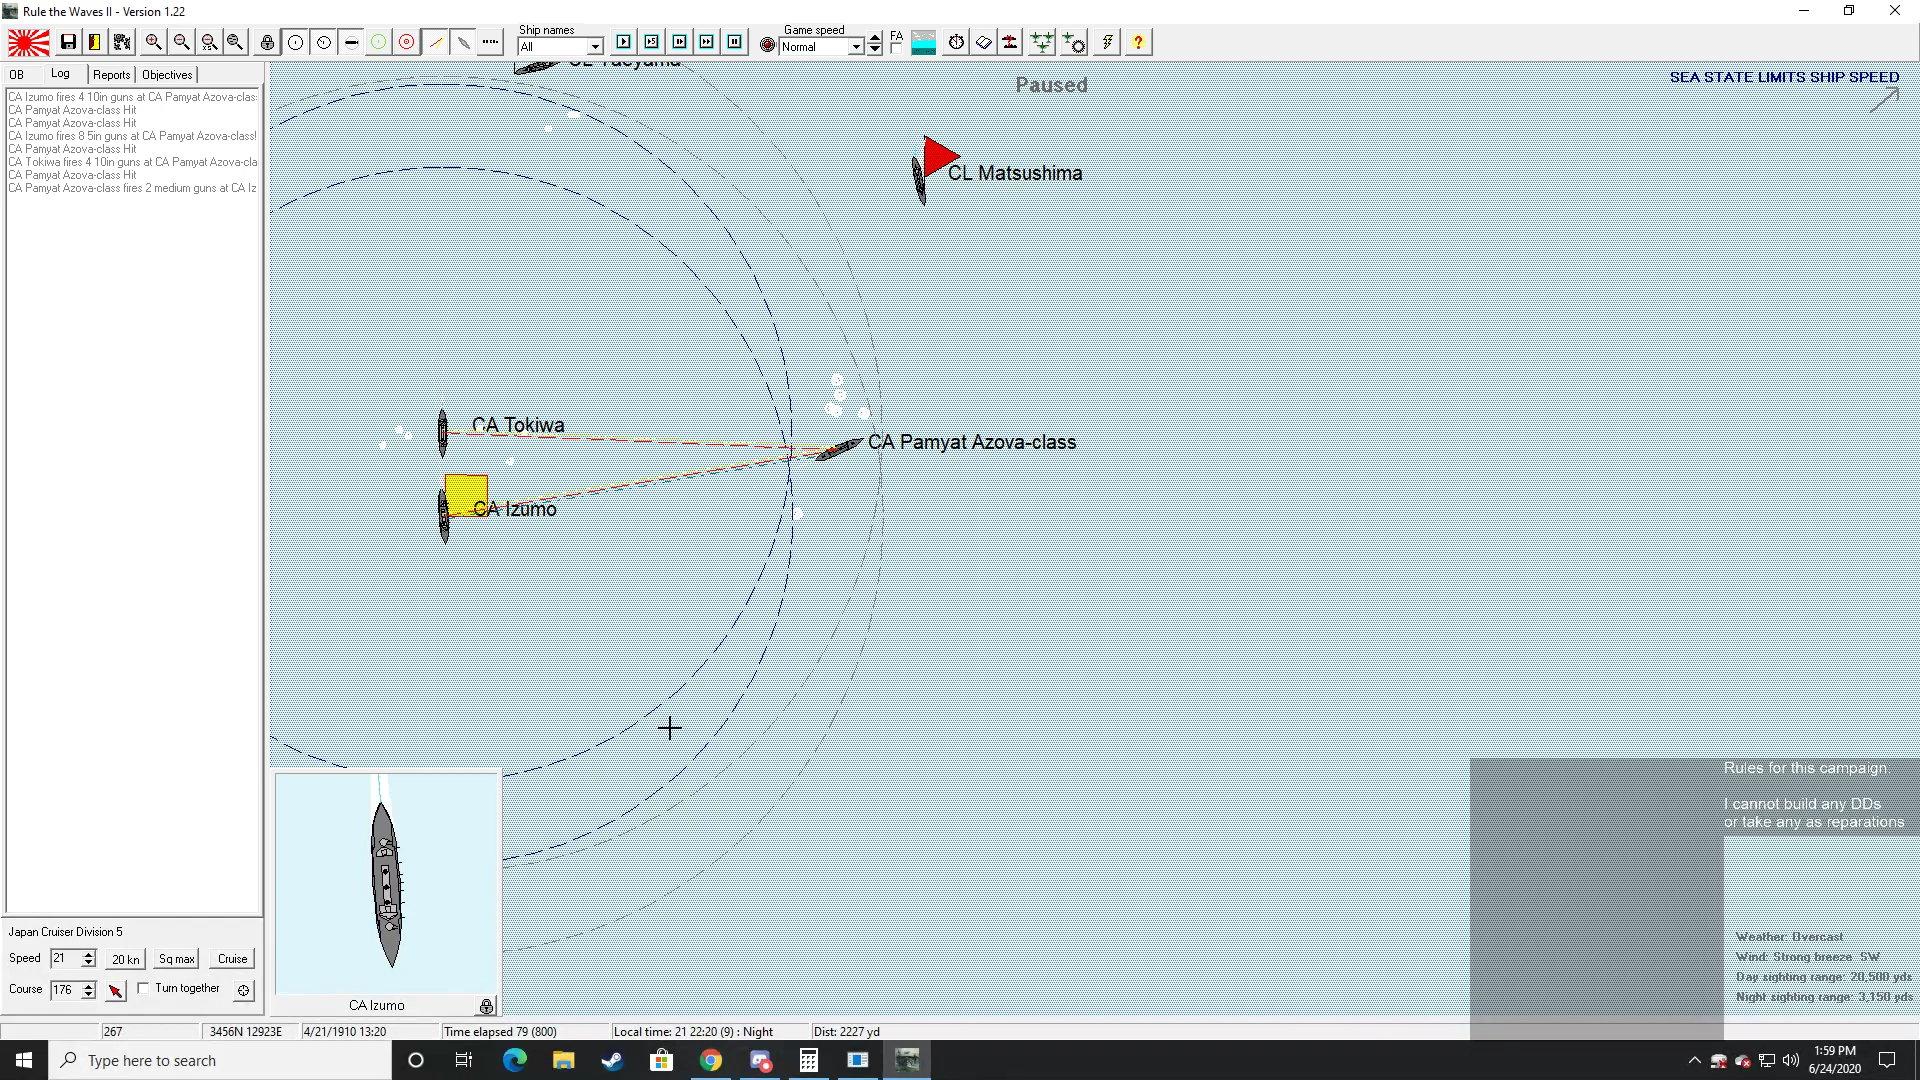 Rule the Waves II - Version 1.22
Ship names
All
Game speed
Normal
FA
OB
Log
Reports
Objectives
CA Izumo fires 4 10in guns at CA Pamyat Azova-clas
CA Pamyat Azova-class Hit
CA Pamyat Azova-class Hit
CA Izumo fires 8 5in guns at CA Pamyat Azova-class!
CA Pamyat Azova-class Hit
CA Tokiwa fires 4 10in guns at CA Pamyat Azova-cla
CA Pamyat Azova-class Hit
CA Pamyat Azova-class fires 2 medium guns at CA Iz
Paused
SEA STATE LIMITS SHIP SPEED
CL Matsushima
CA Tokiwa
CA Pamyat Azova-class
CA Izumo
Rules for this campaign.
I cannot build any DDs
or take any as reparations
Weather: Overcast
Wind: Strong breeze SW
Day sighting range: 20,500 yds
Night sighting range: 3,150 yds
Japan Cruiser Division 5
Speed 21 20 kn Sq max Cruise
Course 176 Turn together
CA Izumo
267 3456N 12923E 4/21/1910 13:20 Time elapsed 79 (800) Local time: 21 22:20 (9) : Night Dist: 2227 yd
Type here to search
1:59 PM
6/24/2020